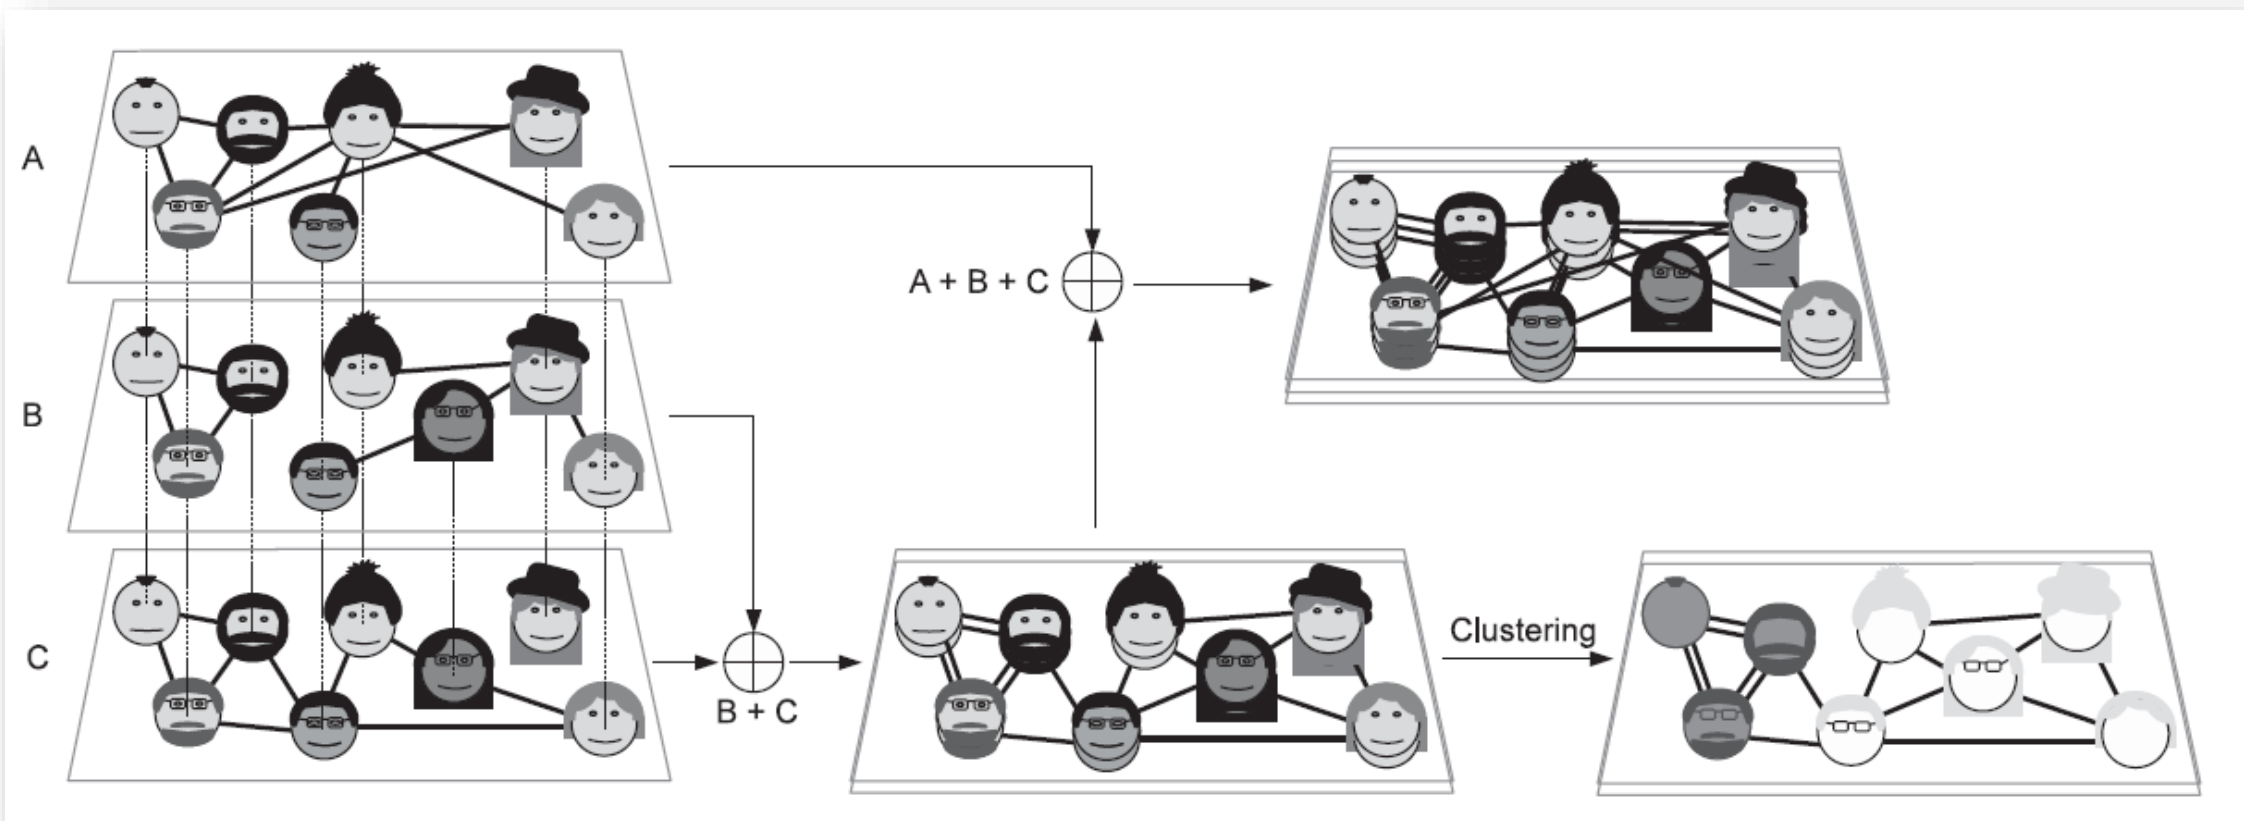 A
A + B + C
B
C
B + C
Clustering